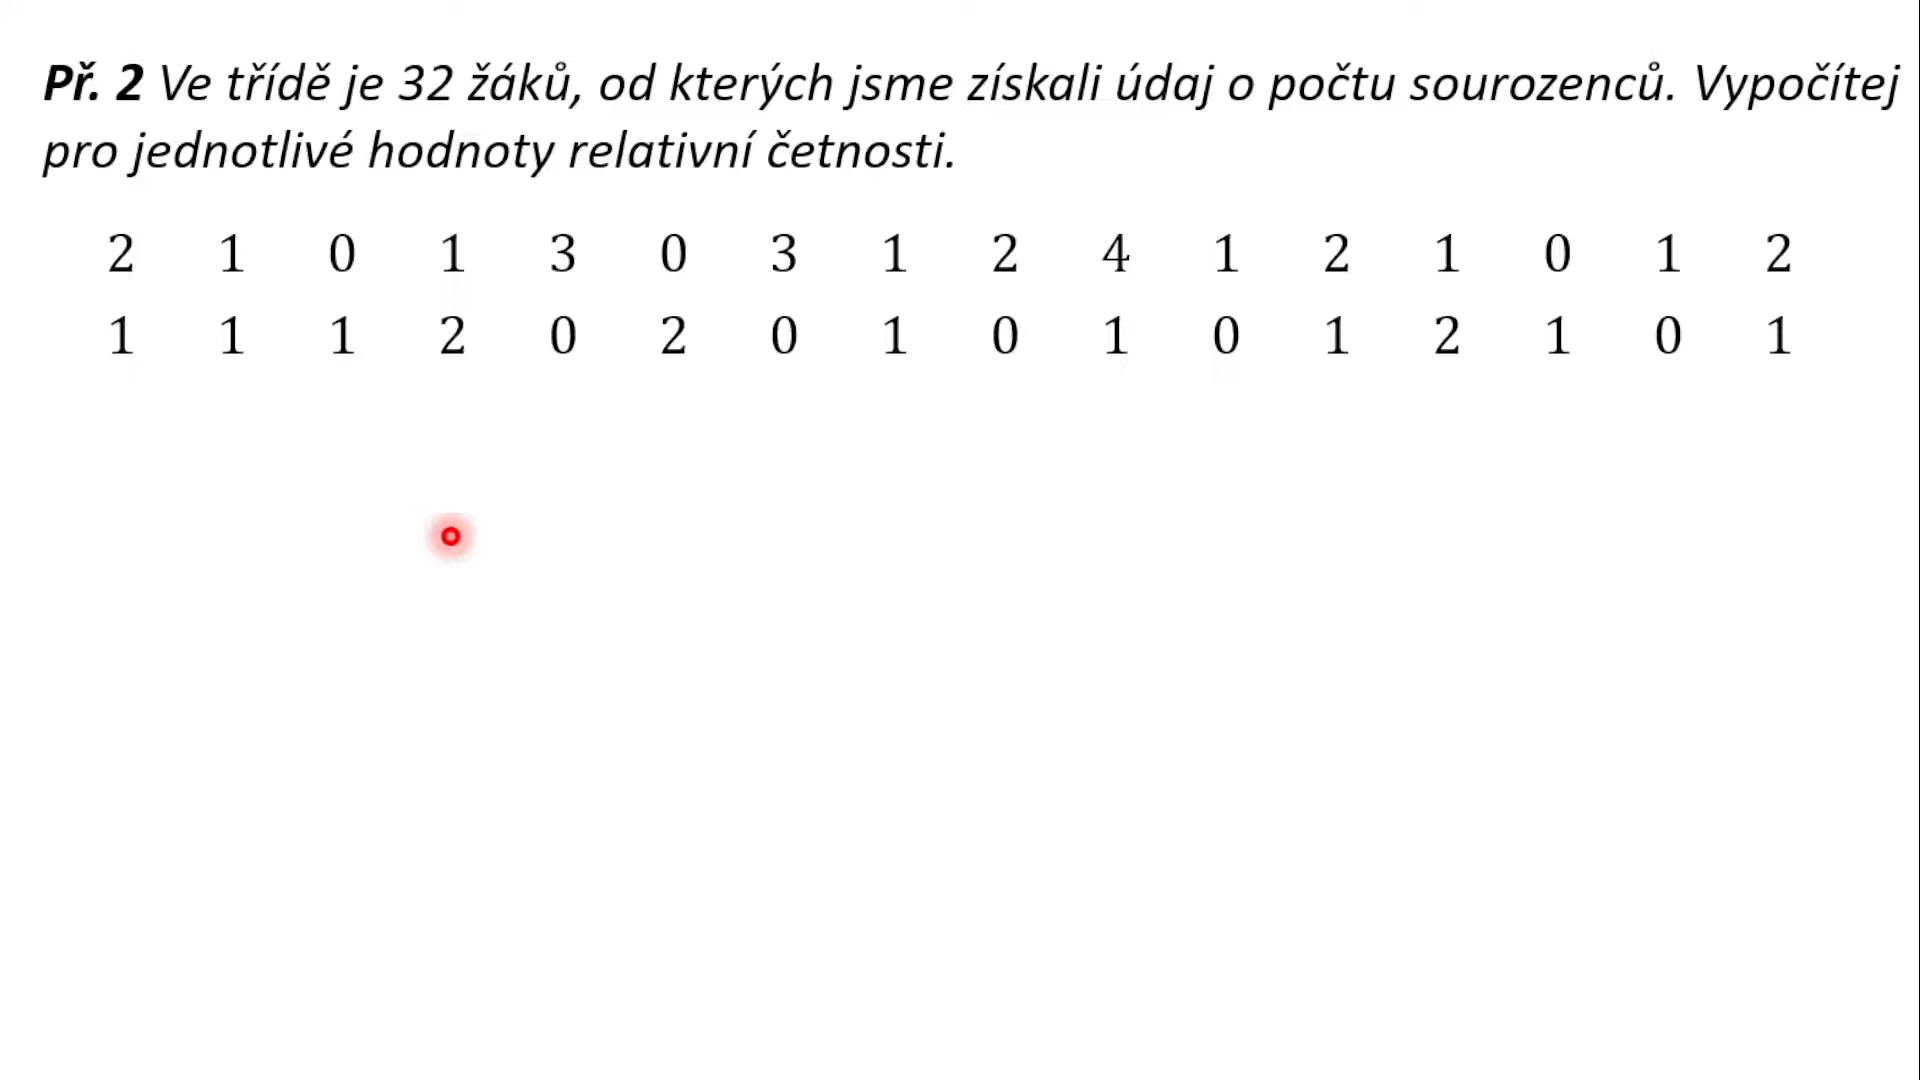 Př. 2 Ve třídě je 32 žáků, od kterých jsme získali údaj o počtu sourozenců. Vypočítej
pro jednotlivé hodnoty relativní četnosti.
2 1 0 1 3 0 3 1 2 4 1 2 1 0 1 2
1 1 1 2 0 2 0 1 0 1 0 1 2 1 0 1